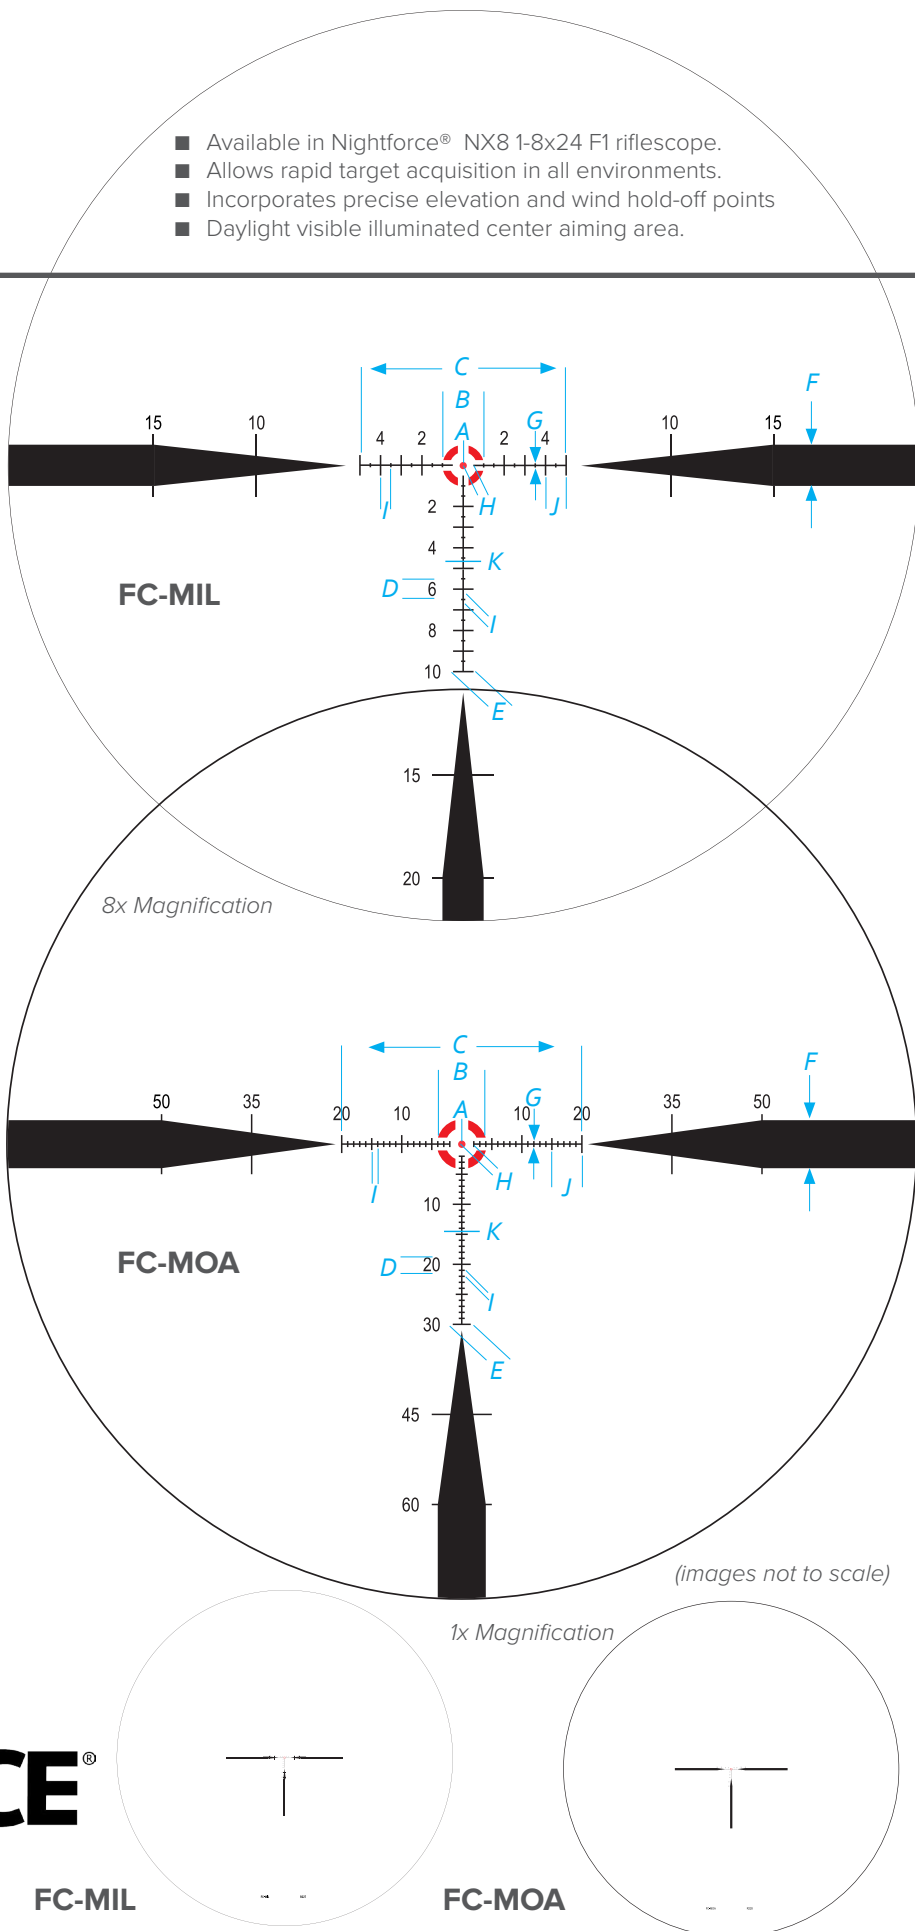 ■ Available in Nightforce® NX8 1-8x24 F1 riflescope.
■ Allows rapid target acquisition in all environments.
■ Incorporates precise elevation and wind hold-off points
■ Daylight visible illuminated center aiming area.
C
F
B
15 10 4 2 A 2 G 4 10 15
I H J
2
4
K
FC-MIL D 6
I
8
10
E
15
20
8x Magnification
C
F
B
50 35 20 10 A 10 G 20 35 50
I H J
10
K
FC-MOA D 20
I
30
E
45
60
(images not to scale)
1x Magnification
CE®
FC-MIL FC-MOA